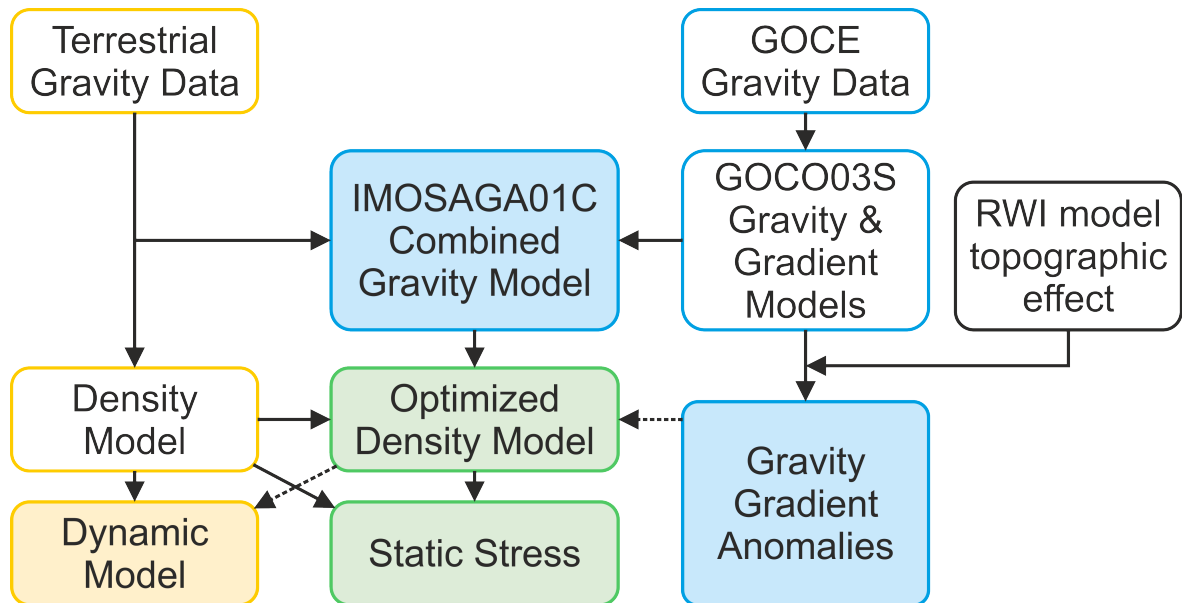 Terrestrial
Gravity Data
GOCE
Gravity Data
IMOSAGA01C
Combined
Gravity Model
GOCO03S
Gravity &
Gradient
Models
RWI model
topographic
effect
Density
Model
Optimized
Density Model
Gravity
Gradient
Anomalies
Dynamic
Model
Static Stress